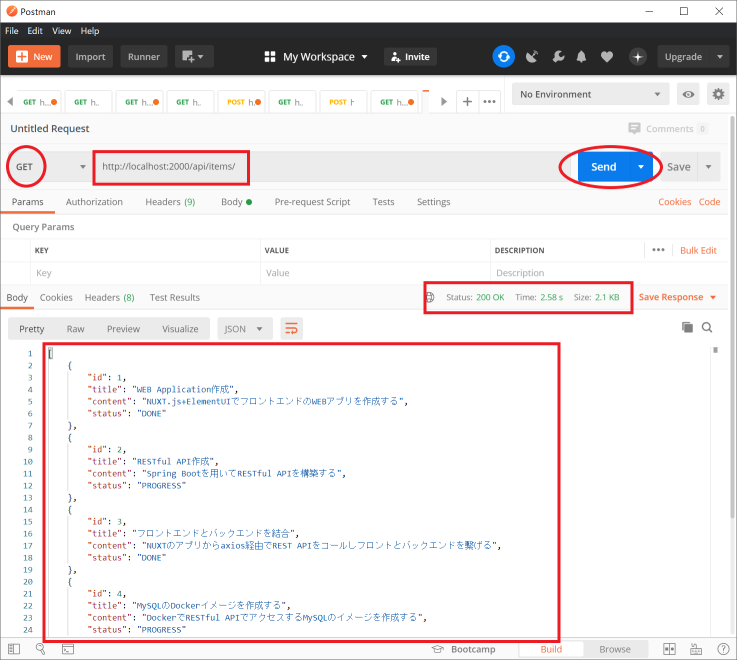 Postman
File Edit View Help
New Import Runner My Workspace Invite Upgrade
GET h... GET h.. GET h... GET h.. POST h. GET h.. POST h GET h... No Environment
Untitled Request Comments 0
GET http://localhost:2000/api/items/ Send Save
Params Authorization Headers (9) Body Pre-request Script Tests Settings Cookies Code
Query Params
KEY VALUE DESCRIPTION Bulk Edit
Key Value Description
Body Cookies Headers (8) Test Results Status: 200 OK Time: 2.58 s Size: 2.1 KB Save Response
Pretty Raw Preview Visualize JSON
1 [
2 {
3 "id": 1,
4 "title": "WEB Application作成",
5 "content": "NUXT.js+ElementUIでフロントエンドのWEBアプリを作成する",
6 "status": "DONE"
7 },
8 {
9 "id": 2,
10 "title": "RESTful API作成",
11 "content": "Spring Bootを用いてRESTful APIを構築する",
12 "status": "PROGRESS"
13 },
14 {
15 "id": 3,
16 "title": "フロントエンドとバックエンドを結合",
17 "content": "NUXTのアプリからaxios経由でREST APIをコールしフロントとバックエンドを繋げる",
18 "status": "DONE"
19 },
20 {
21 "id": 4,
22 "title": "MySQLのDockerイメージを作成する",
23 "content": "DockerでRESTful APIでアクセスするMySQLのイメージを作成する",
24 "status": "PROGRESS"
Bootcamp Build Browse